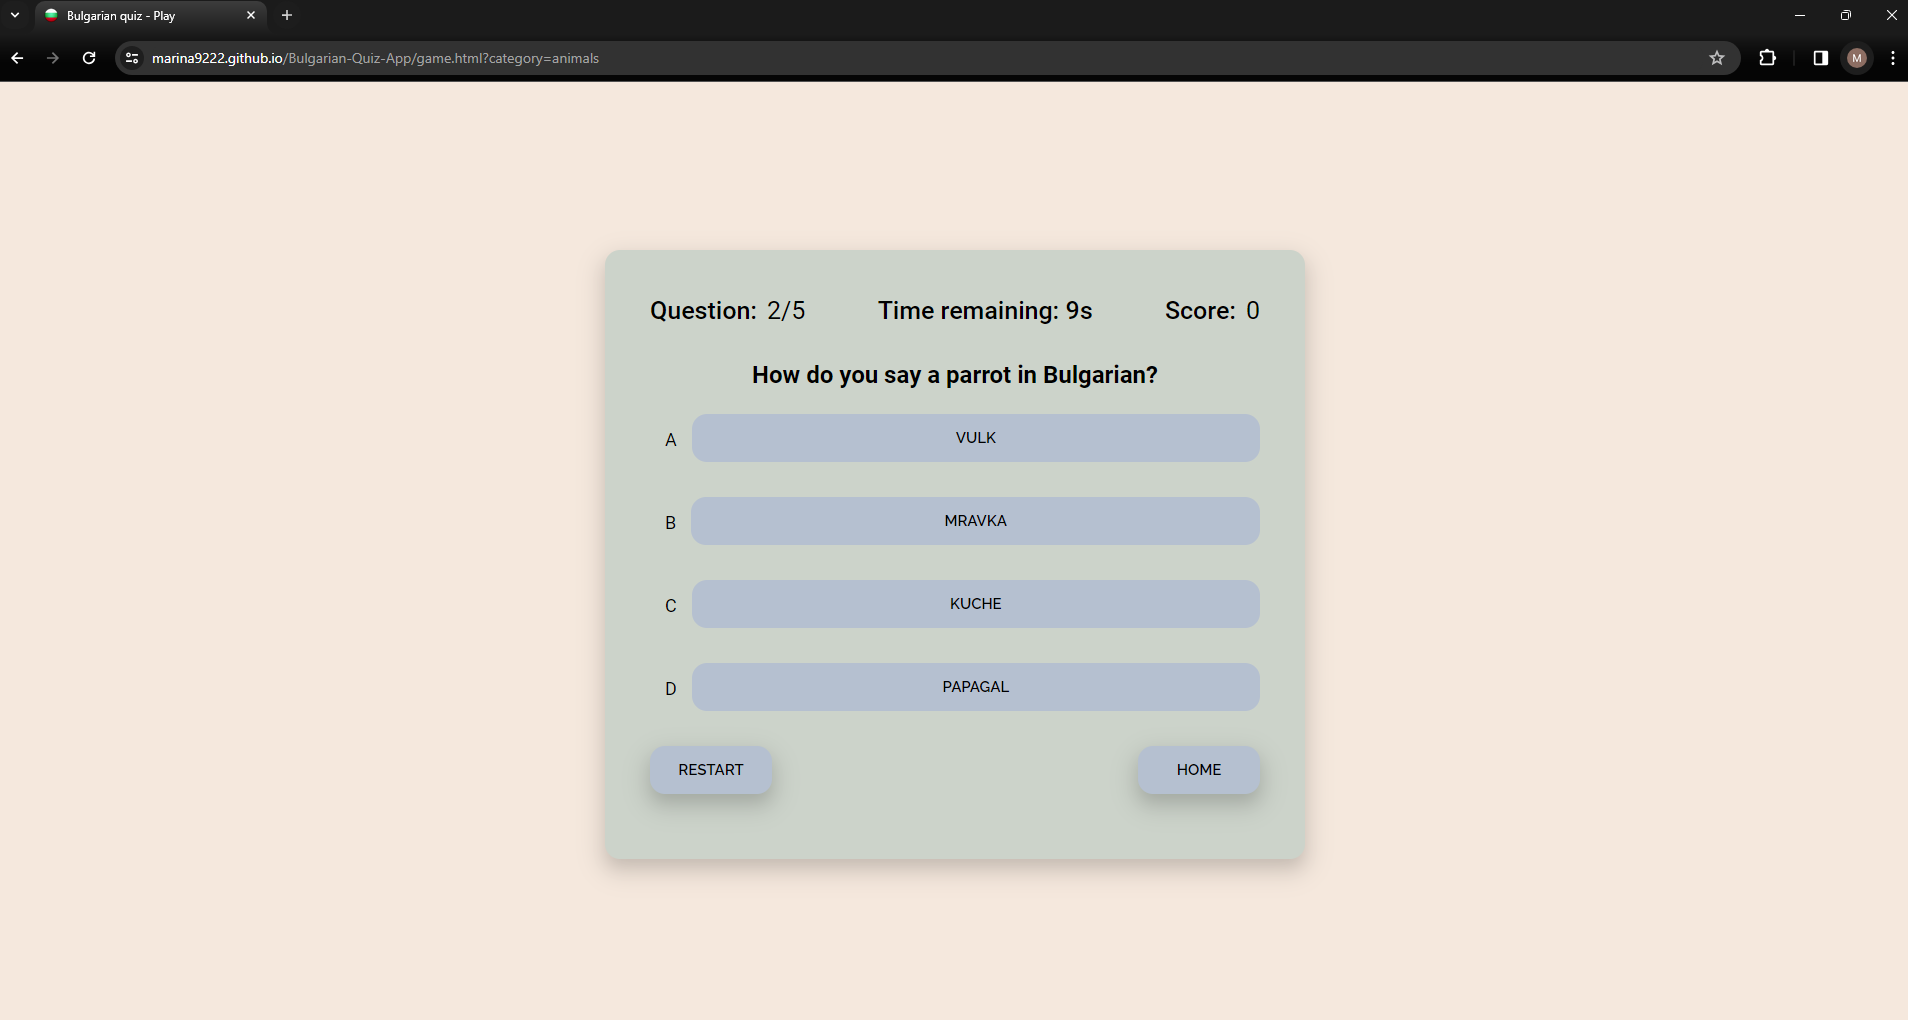 Bulgarian quiz - Play
marina9222.github.io/Bulgarian-Quiz-App/game.html?category=animals
M
Question: 2/5 Time remaining: 9s Score: 0
How do you say a parrot in Bulgarian?
A VULK
B MRAVKA
C KUCHE
D PAPAGAL
RESTART HOME